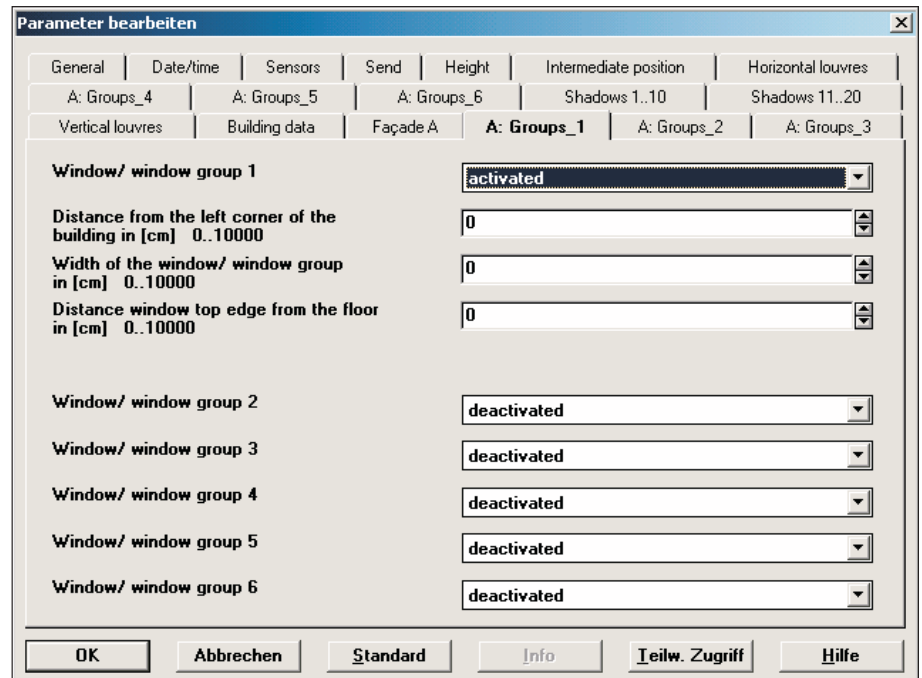 Parameter bearbeiten
General Date/time Sensors Send Height Intermediate position Horizontal louvres
A: Groups_4 A: Groups_5 A: Groups_6 Shadows 1..10 Shadows 11..20
Vertical louvres Building data Façade A A: Groups_1 A: Groups_2 A: Groups_3
Window/ window group 1 activated
Distance from the left corner of the
building in [cm] 0..10000 0
Width of the window/ window group
in [cm] 0..10000 0
Distance window top edge from the floor
in [cm] 0..10000 0
Window/ window group 2 deactivated
Window/ window group 3 deactivated
Window/ window group 4 deactivated
Window/ window group 5 deactivated
Window/ window group 6 deactivated
OK Abbrechen Standard Info Teilw. Zugriff Hilfe